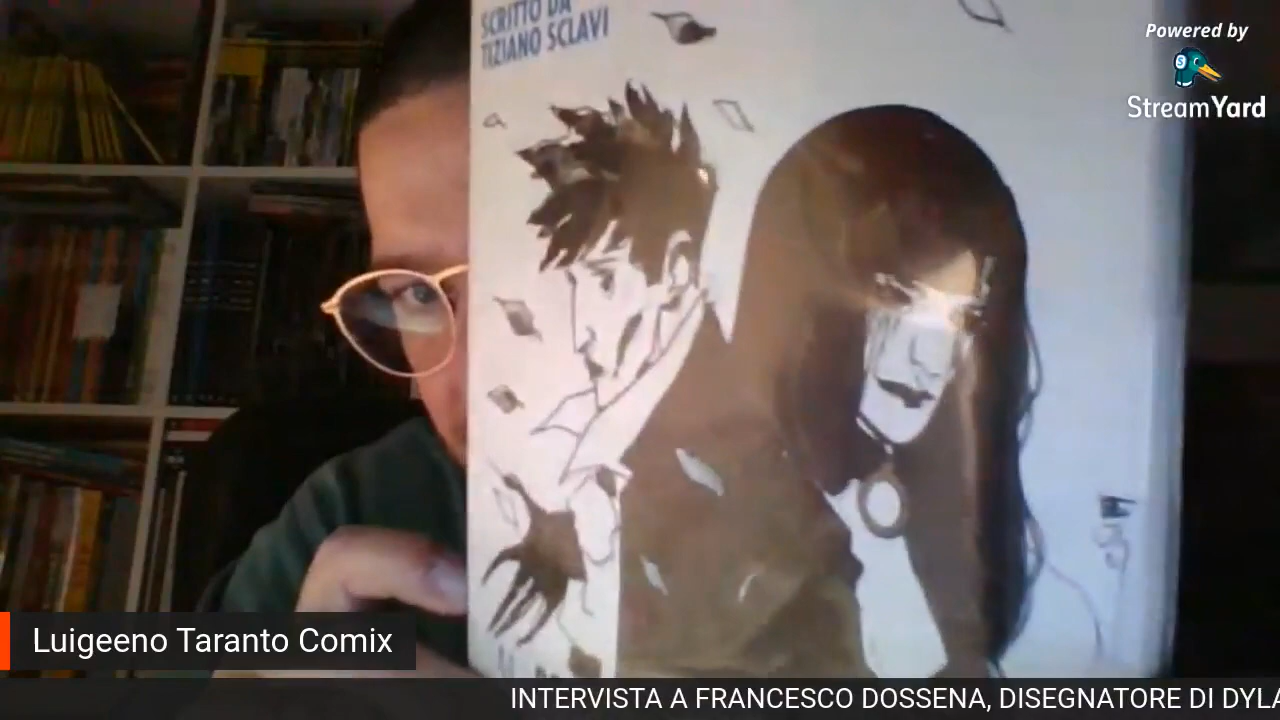 SCRITTO DA
TIZIANO SCLAVI
Powered by
StreamYard
Luigeeno Taranto Comix
INTERVISTA A FRANCESCO DOSSENA, DISEGNATORE DI DYLA